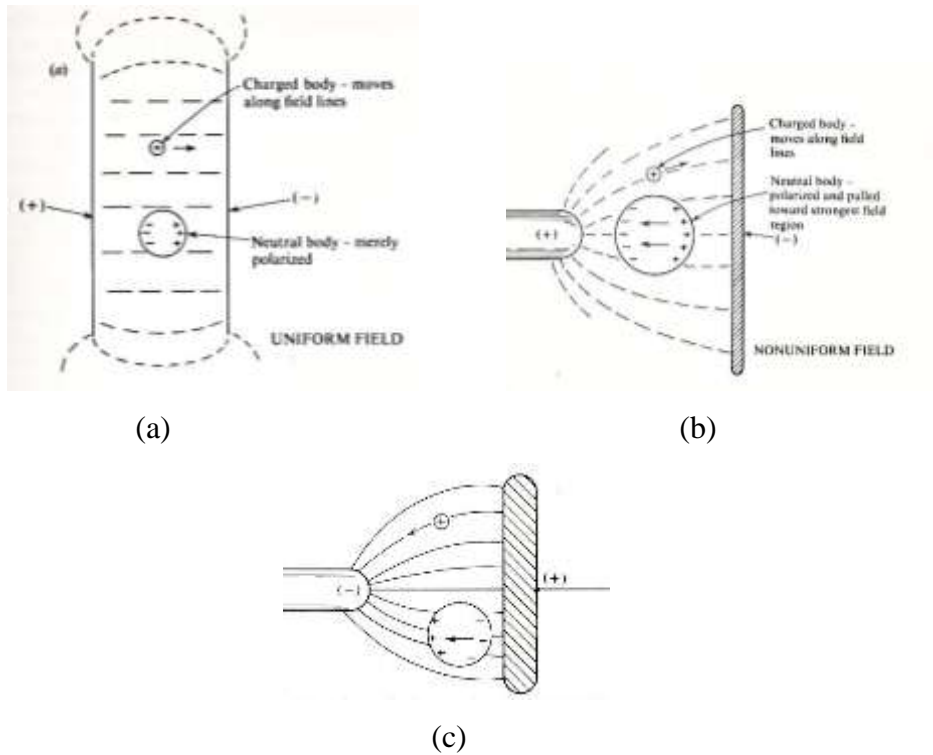 (a)
Charged body – moves
along field lines
(+)
(−)
Neutral body – merely
polarized
UNIFORM FIELD
(a)
Charged body –
moves along field
lines
Neutral body –
polarized and pulled
toward strongest field
region
(+)
(−)
NONUNIFORM FIELD
(b)
(−)
(+)
(c)